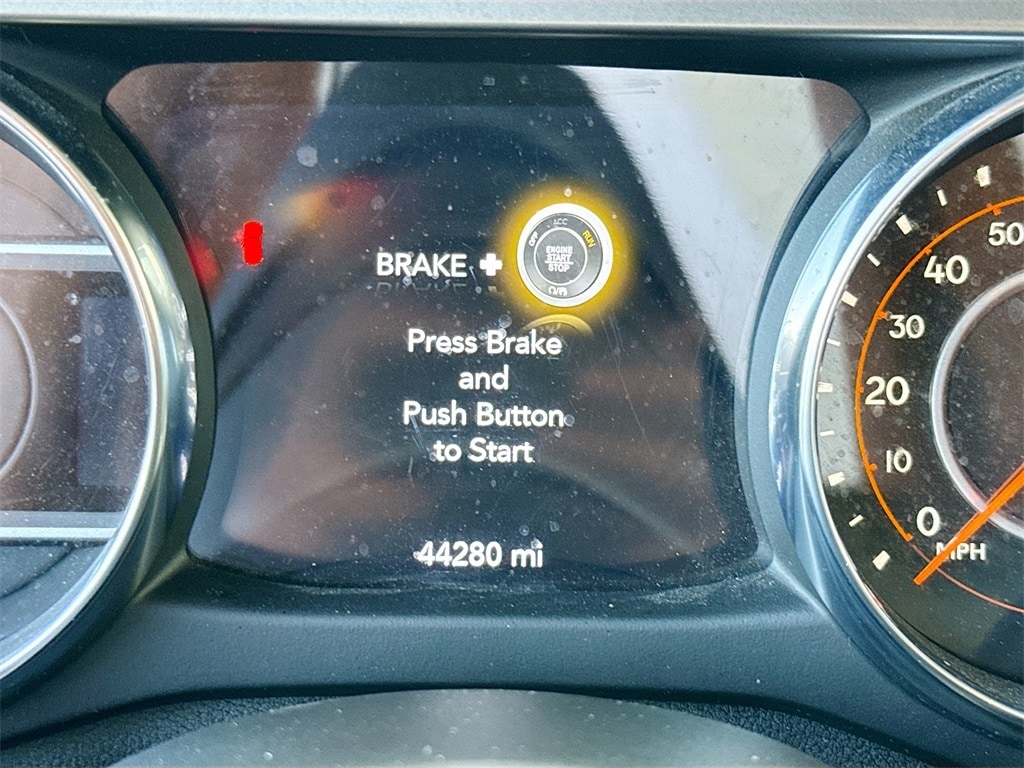 BRAKE +
OFF
ACC
RUN
ENGINE
START
STOP
Press Brake
and
Push Button
to Start
44280 mi
50
40
30
20
10
0
MPH